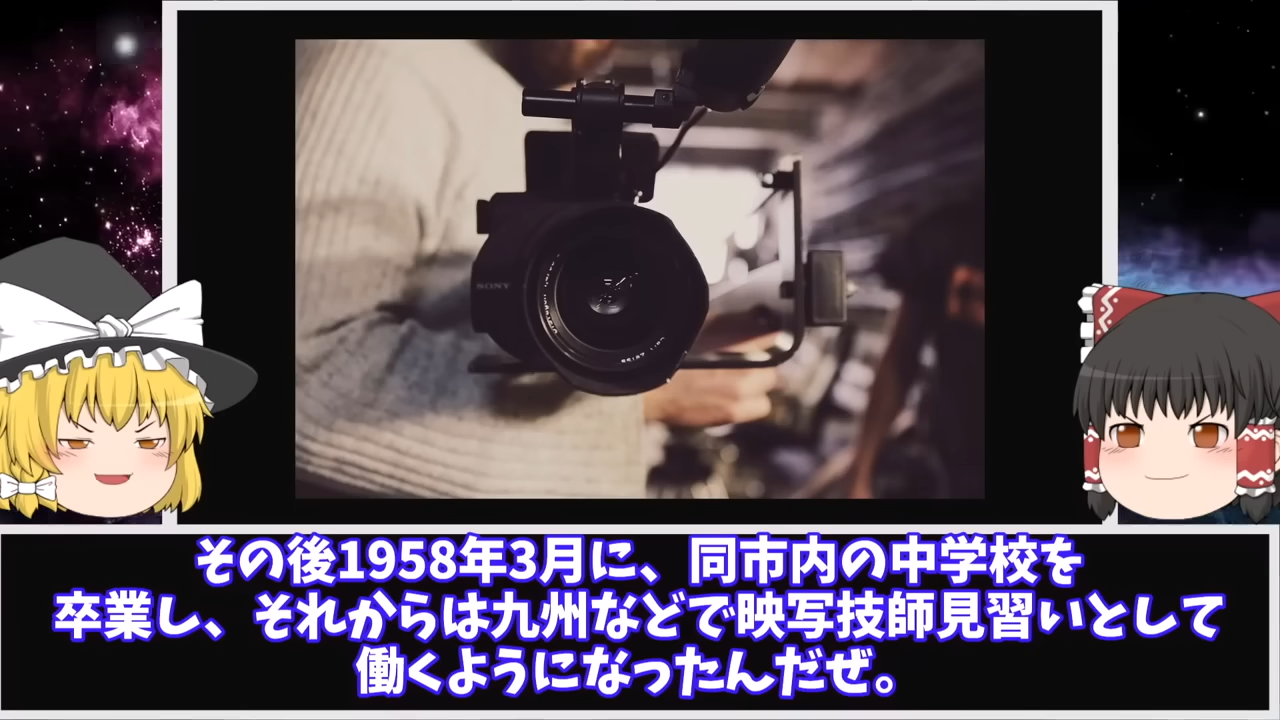 SONY
その後1958年3月に、同市内の中学校を
卒業し、それからは九州などで映写技師見習いとして
働くようになったんだぜ。